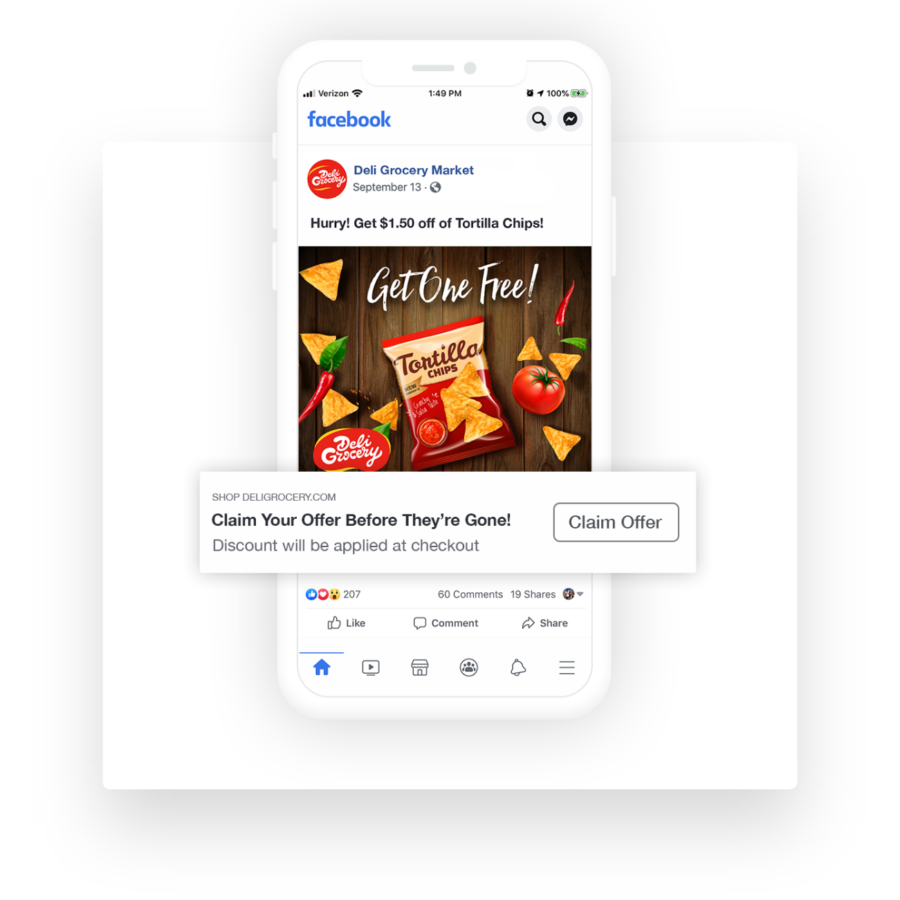 Verizon 1:49 PM 100%
facebook
Deli Grocery
Deli Grocery Market
September 13 ·
Hurry! Get $1.50 off of Tortilla Chips!
Get One Free!
Tortilla
CHIPS
Deli
Grocery
SHOP DELIGROCERY.COM
Claim Your Offer Before They’re Gone!
Discount will be applied at checkout
Claim Offer
207 60 Comments 19 Shares
Like Comment Share